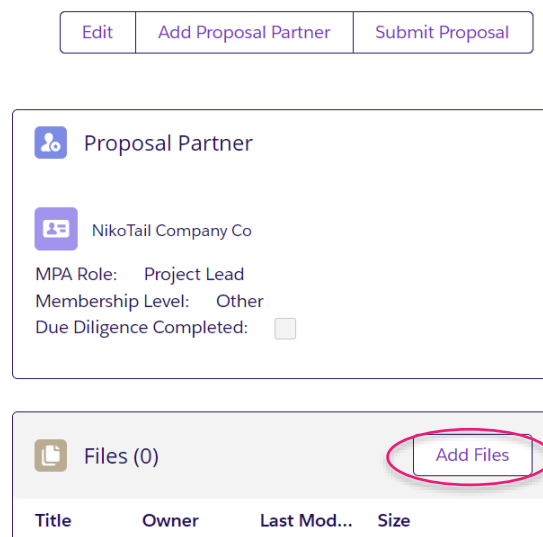 Edit Add Proposal Partner Submit Proposal
Proposal Partner
NikoTail Company Co
MPA Role: Project Lead
Membership Level: Other
Due Diligence Completed:
Files (0) Add Files
Title Owner Last Mod... Size